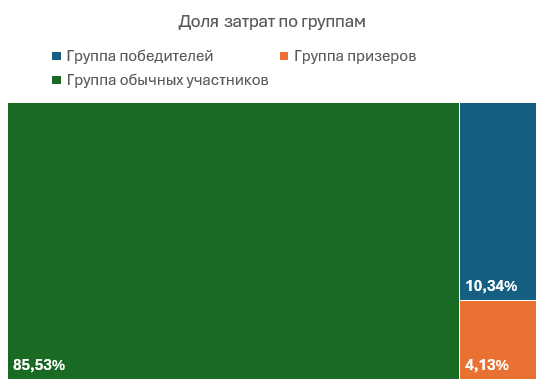 Доля затрат по группам
Группа победителей
Группа призеров
Группа обычных участников
10,34%
85,53%
4,13%